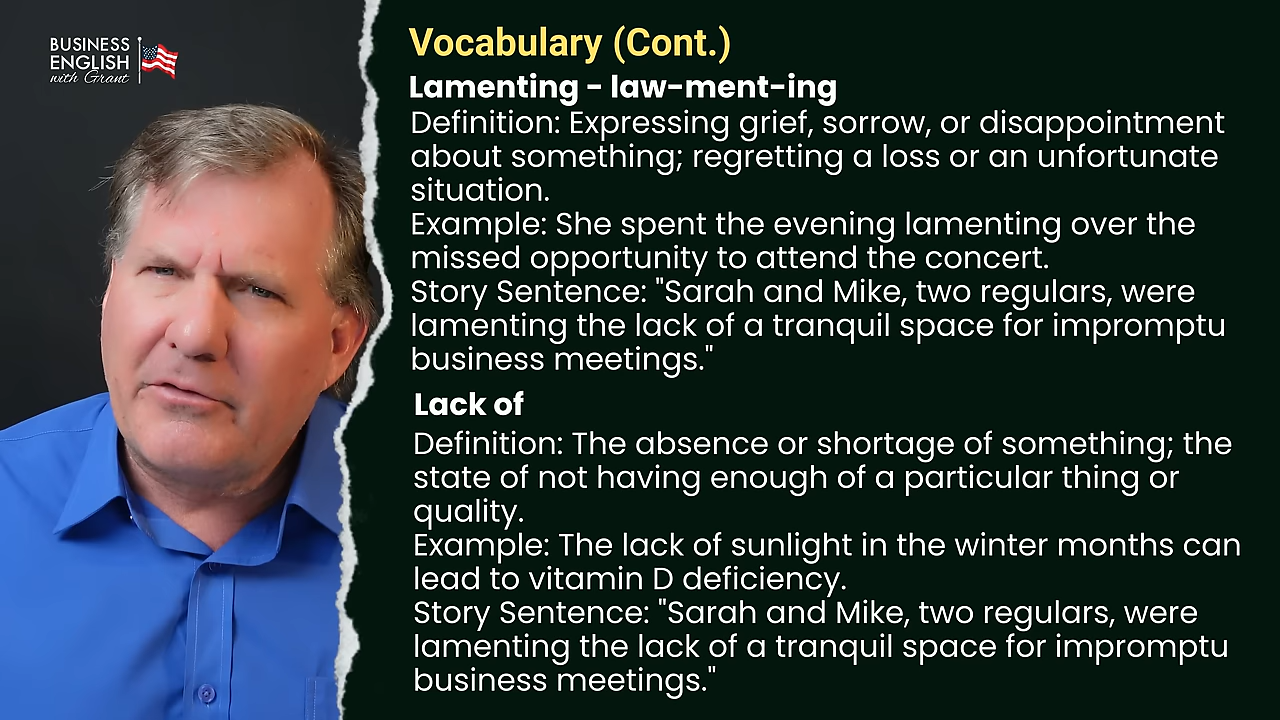 BUSINESS
ENGLISH
with Grant
Vocabulary (Cont.)
Lamenting - law-ment-ing
Definition: Expressing grief, sorrow, or disappointment
about something; regretting a loss or an unfortunate
situation.
Example: She spent the evening lamenting over the
missed opportunity to attend the concert.
Story Sentence: "Sarah and Mike, two regulars, were
lamenting the lack of a tranquil space for impromptu
business meetings."
Lack of
Definition: The absence or shortage of something; the
state of not having enough of a particular thing or
quality.
Example: The lack of sunlight in the winter months can
lead to vitamin D deficiency.
Story Sentence: "Sarah and Mike, two regulars, were
lamenting the lack of a tranquil space for impromptu
business meetings."